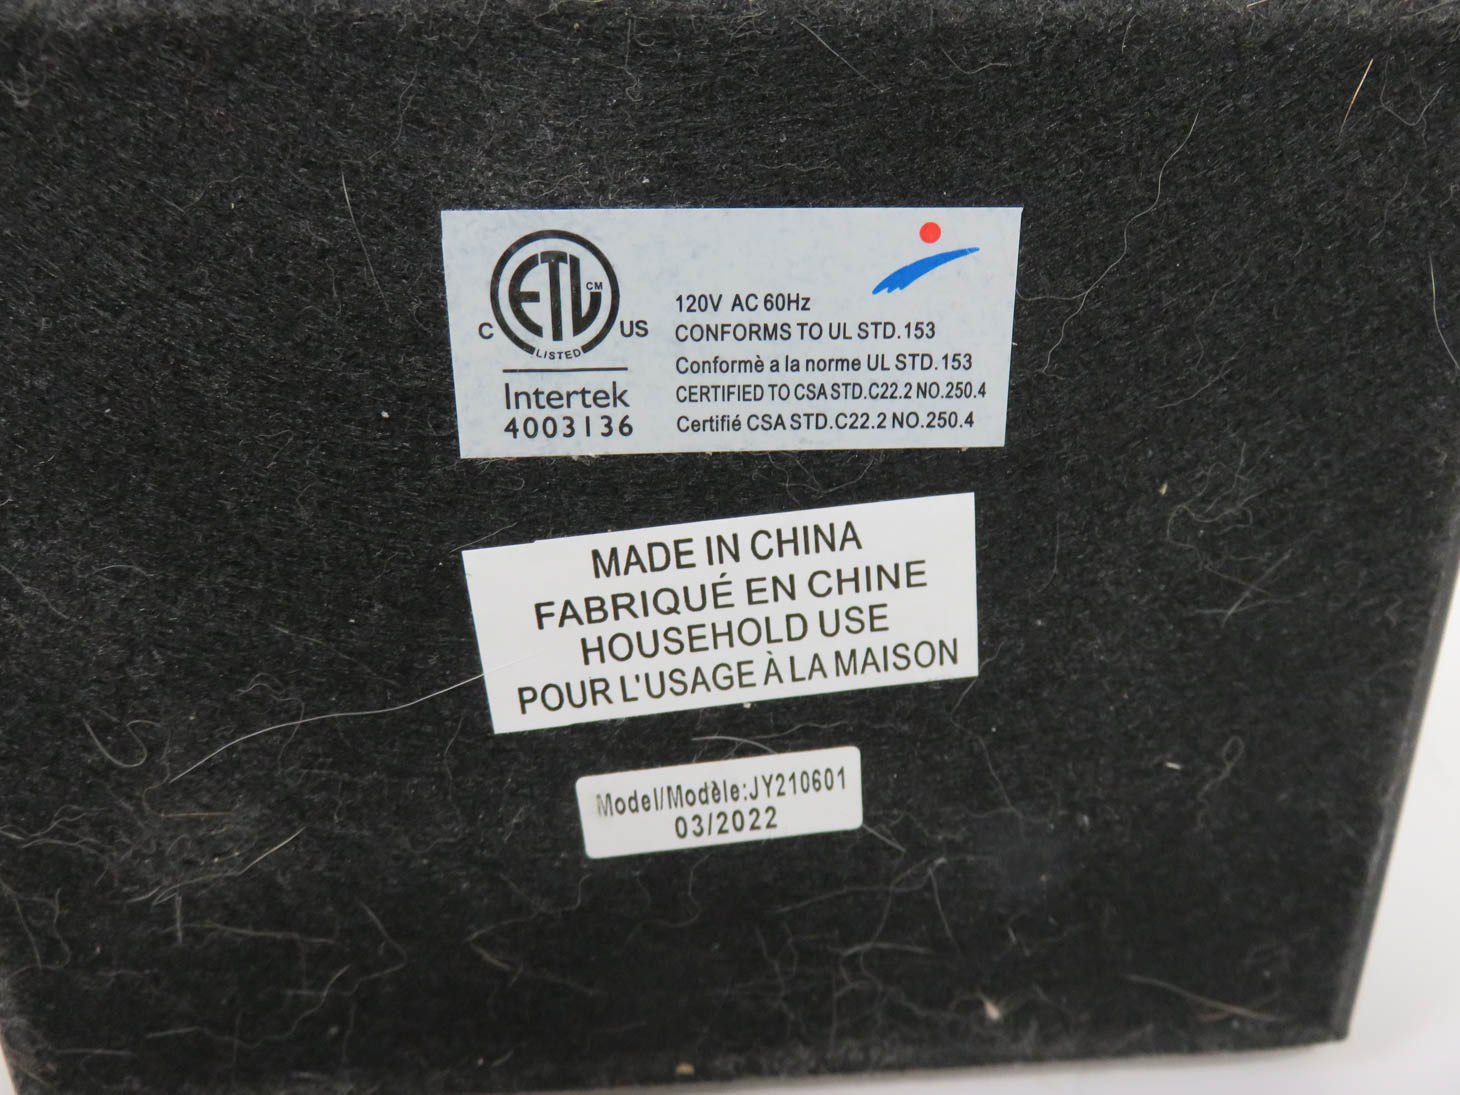 C ETL CM US
LISTED
Intertek
4003136
120V AC 60Hz
CONFORMS TO UL STD.153
Conformè a la norme UL STD.153
CERTIFIED TO CSA STD.C22.2 NO.250.4
Certifié CSA STD.C22.2 NO.250.4
MADE IN CHINA
FABRIQUÉ EN CHINE
HOUSEHOLD USE
POUR L'USAGE À LA MAISON
Model/Modèle:JY210601
03/2022